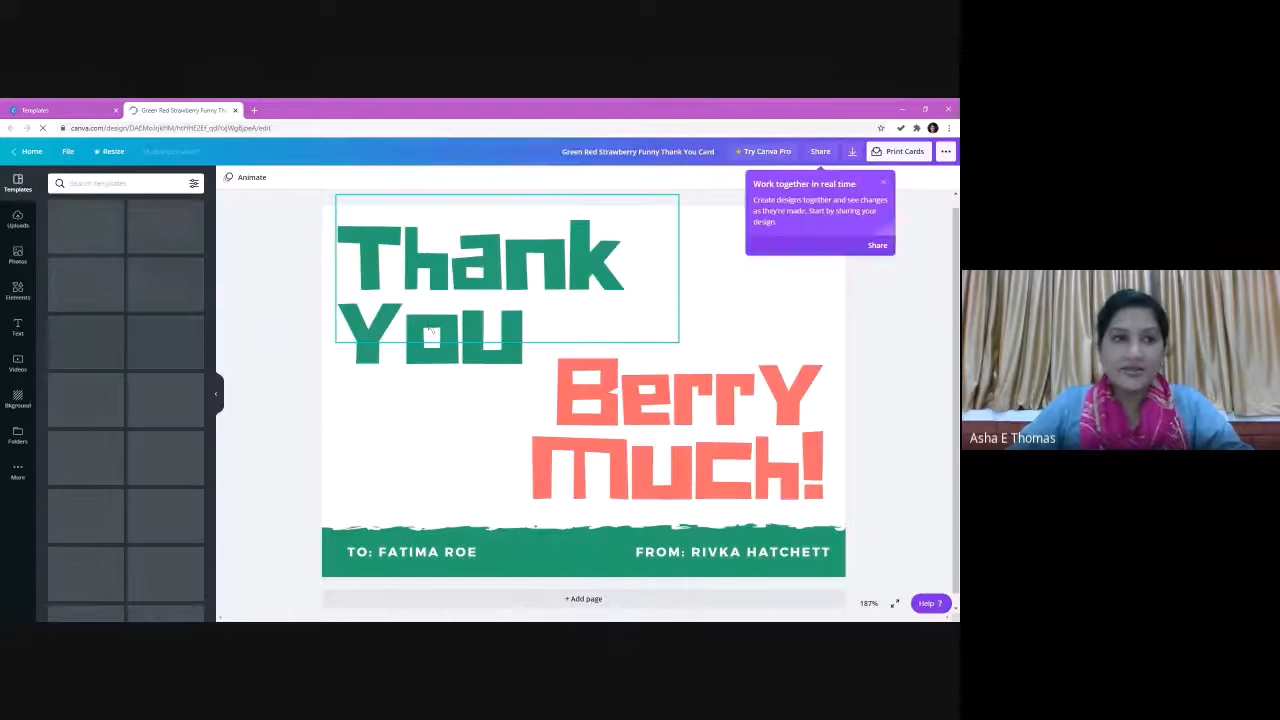 Templates
Green Red Strawberry Funny Th
Home
File
Resize
Green Red Strawberry Funny Thank You Card
Try Canva Pro
Share
Print Cards
Templates
Search templates
Animate
Work together in real time
Create designs together and see changes
as they're made. Start by sharing your
design.
Share
Uploads
Photos
Elements
Text
Videos
Bkground
Folders
More
Thank
You
Berry
Much!
TO: FATIMA ROE
FROM: RIVKA HATCHETT
+ Add page
187%
Help ?
Asha E Thomas